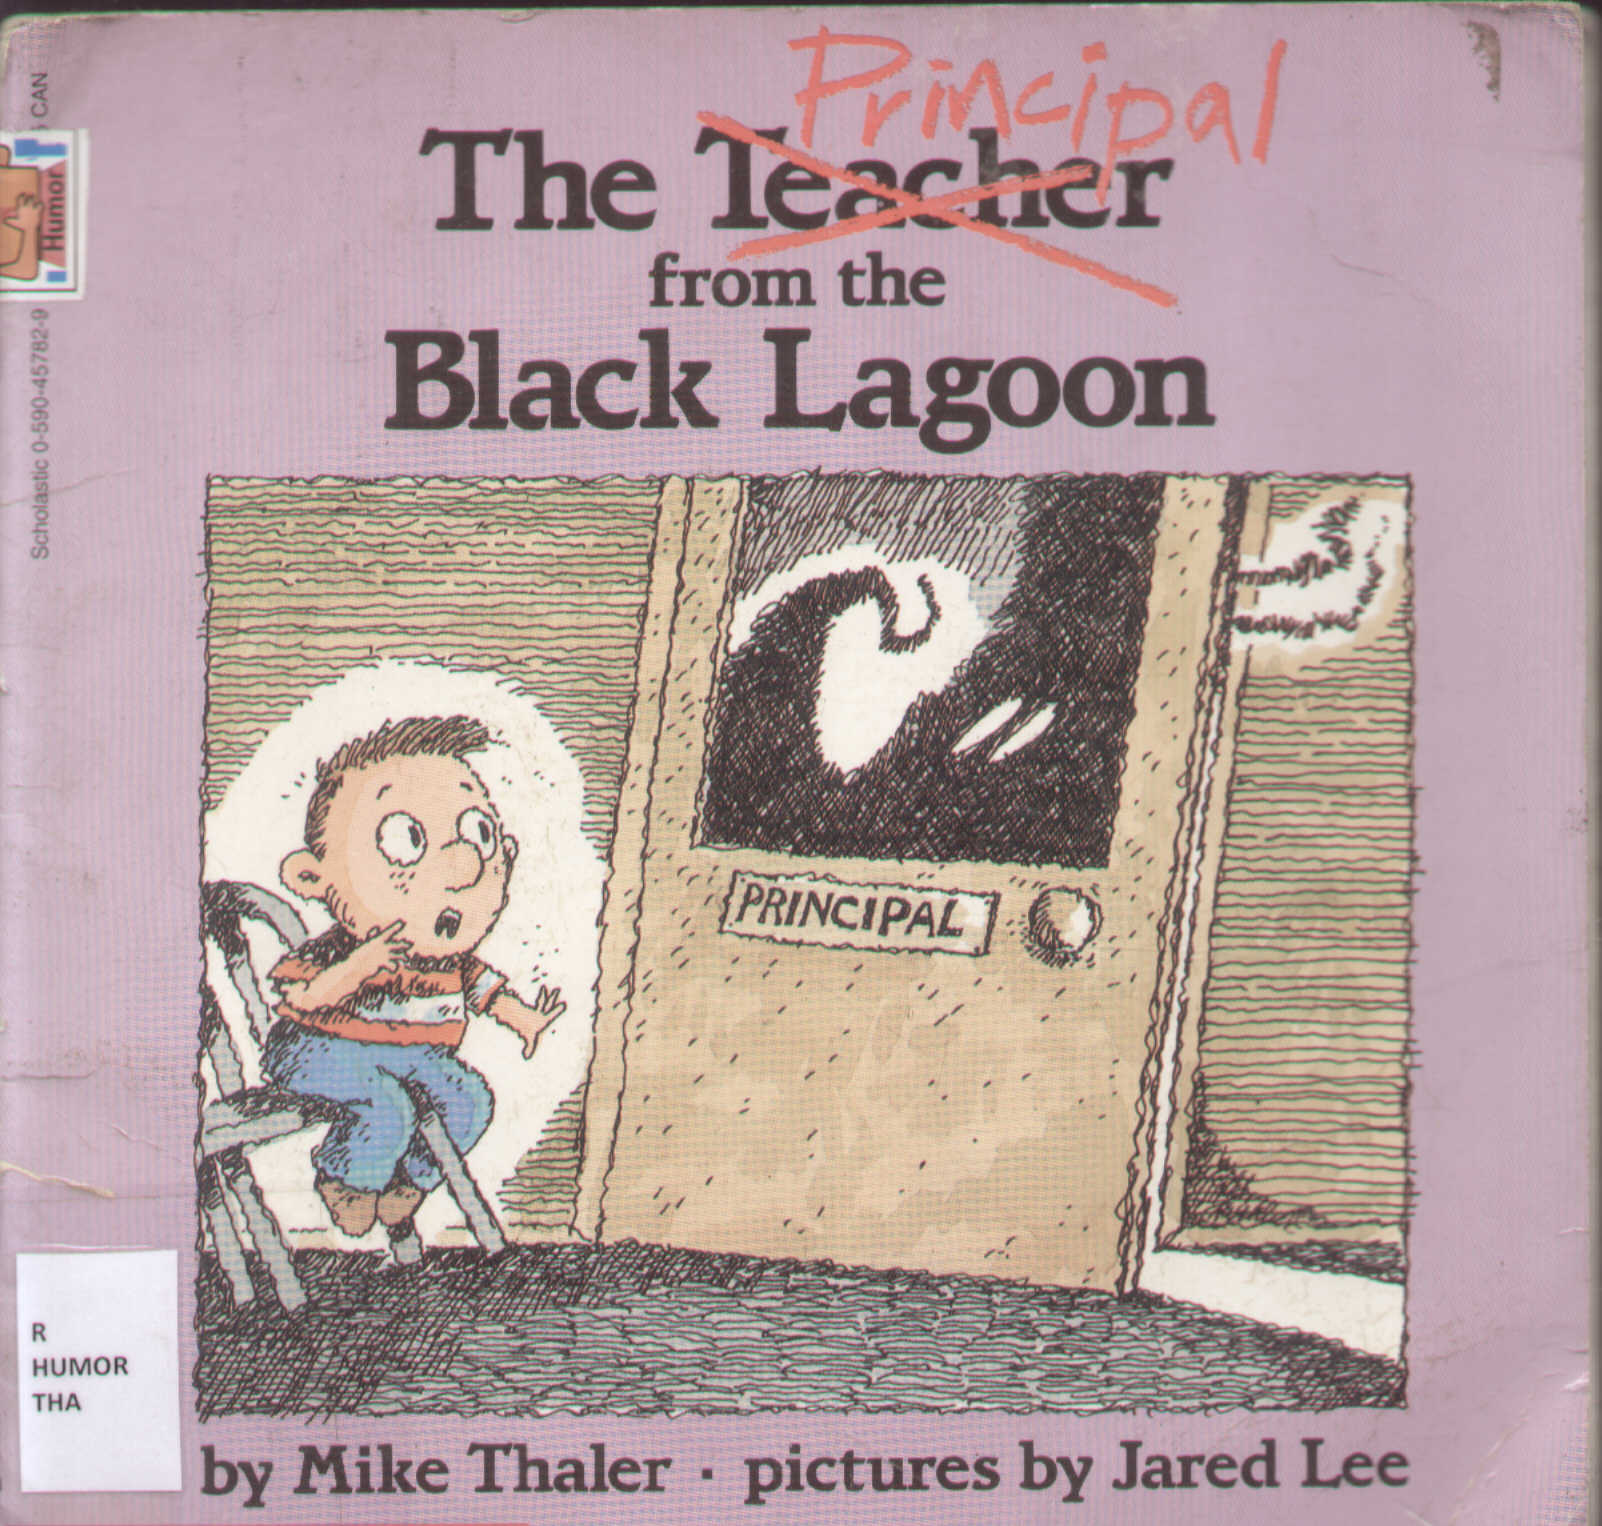 Principal
The Teacher
from the
Black Lagoon
CAN
Humor
Scholastic 0-590-45782-9
PRINCIPAL
R
HUMOR
THA
by Mike Thaler · pictures by Jared Lee